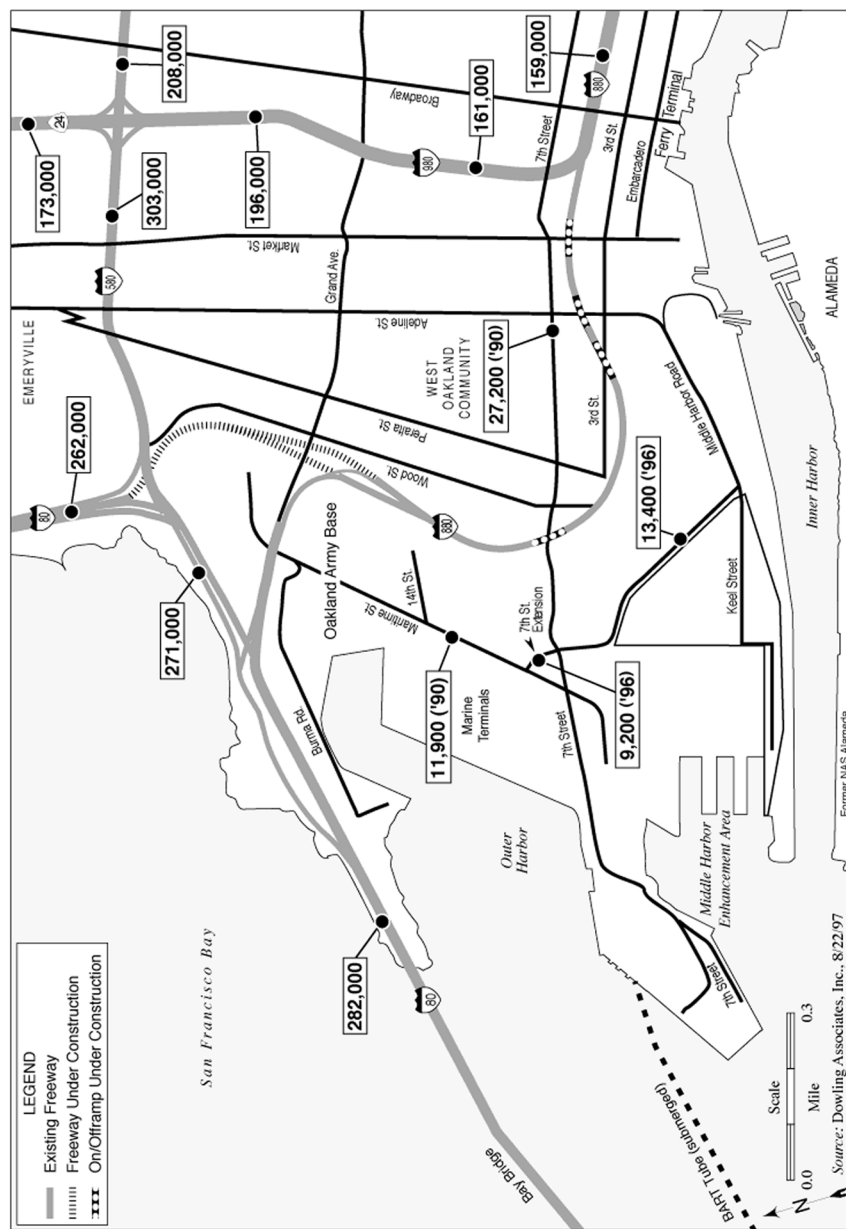 LEGEND
Existing Freeway
Freeway Under Construction
On/Offramp Under Construction
San Francisco Bay
EMERYVILLE
173,000
24
208,000
303,000
580
262,000
80
271,000
196,000
Broadway
Market St.
Grand Ave.
Adeline St.
Peralta St.
Wood St.
980
161,000
159,000
880
7th Street
3rd St.
Embarcadero
Ferry Terminal
WEST
OAKLAND
COMMUNITY
27,200 ('90)
3rd St.
880
Oakland Army Base
Maritime St.
14th St.
Burma Rd.
282,000
80
Bay Bridge
11,900 ('90)
Marine
Terminals
7th St.
Extension
9,200 ('96)
13,400 ('96)
7th Street
Middle Harbor Road
Keel Street
Outer
Harbor
Inner Harbor
ALAMEDA
Middle Harbor
Enhancement Area
7th Street
Former NAS Alameda
BART Tube (submerged)
Scale
0.0
0.3
Mile
N
Source: Dowling Associates, Inc., 8/22/97